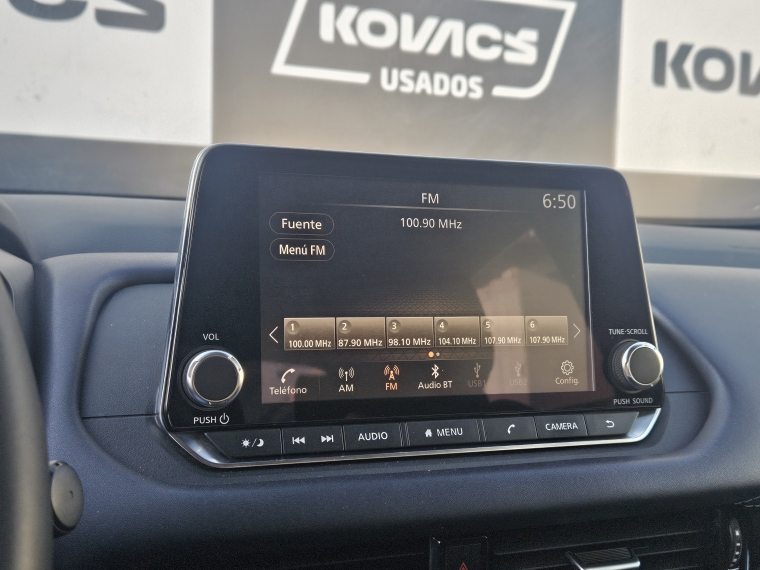 KOVACS
USADOS
KOV
CS
FM
6:50
Fuente
100.90 MHz
Menú FM
1
2
3
4
5
6
100.00 MHz
87.90 MHz
98.10 MHz
104.10 MHz
107.90 MHz
107.90 MHz
Teléfono
AM
FM
Audio BT
USB1
USB2
Config.
VOL
PUSH
TUNE·SCROLL
PUSH SOUND
AUDIO
MENU
CAMERA